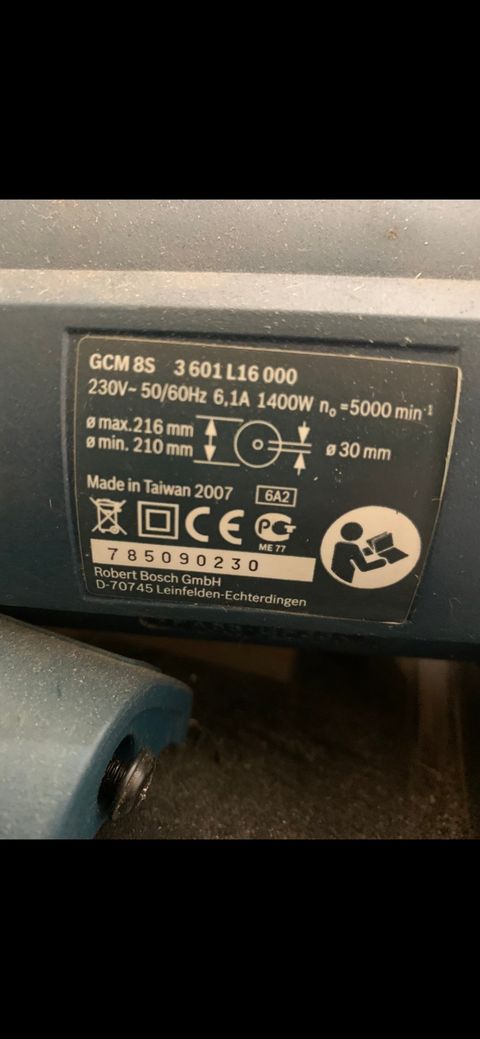 GCM 8S 3 601 L16 000
230V~ 50/60Hz 6,1A 1400W n₀ =5000 min⁻¹
ø max. 216 mm
ø min. 210 mm
ø 30 mm
Made in Taiwan 2007 6A2
CE PCT
ME 77
785090230
Robert Bosch GmbH
D-70745 Leinfelden-Echterdingen